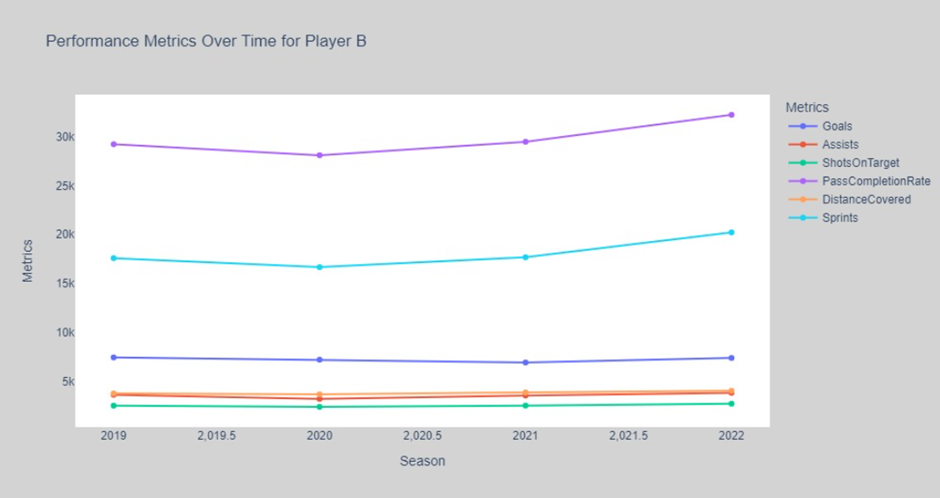 Performance Metrics Over Time for Player B
Metrics
Goals
Assists
ShotsOnTarget
PassCompletionRate
DistanceCovered
Sprints
30k
25k
20k
15k
10k
5k
Metrics
2019
2,019.5
2020
2,020.5
2021
2,021.5
2022
Season